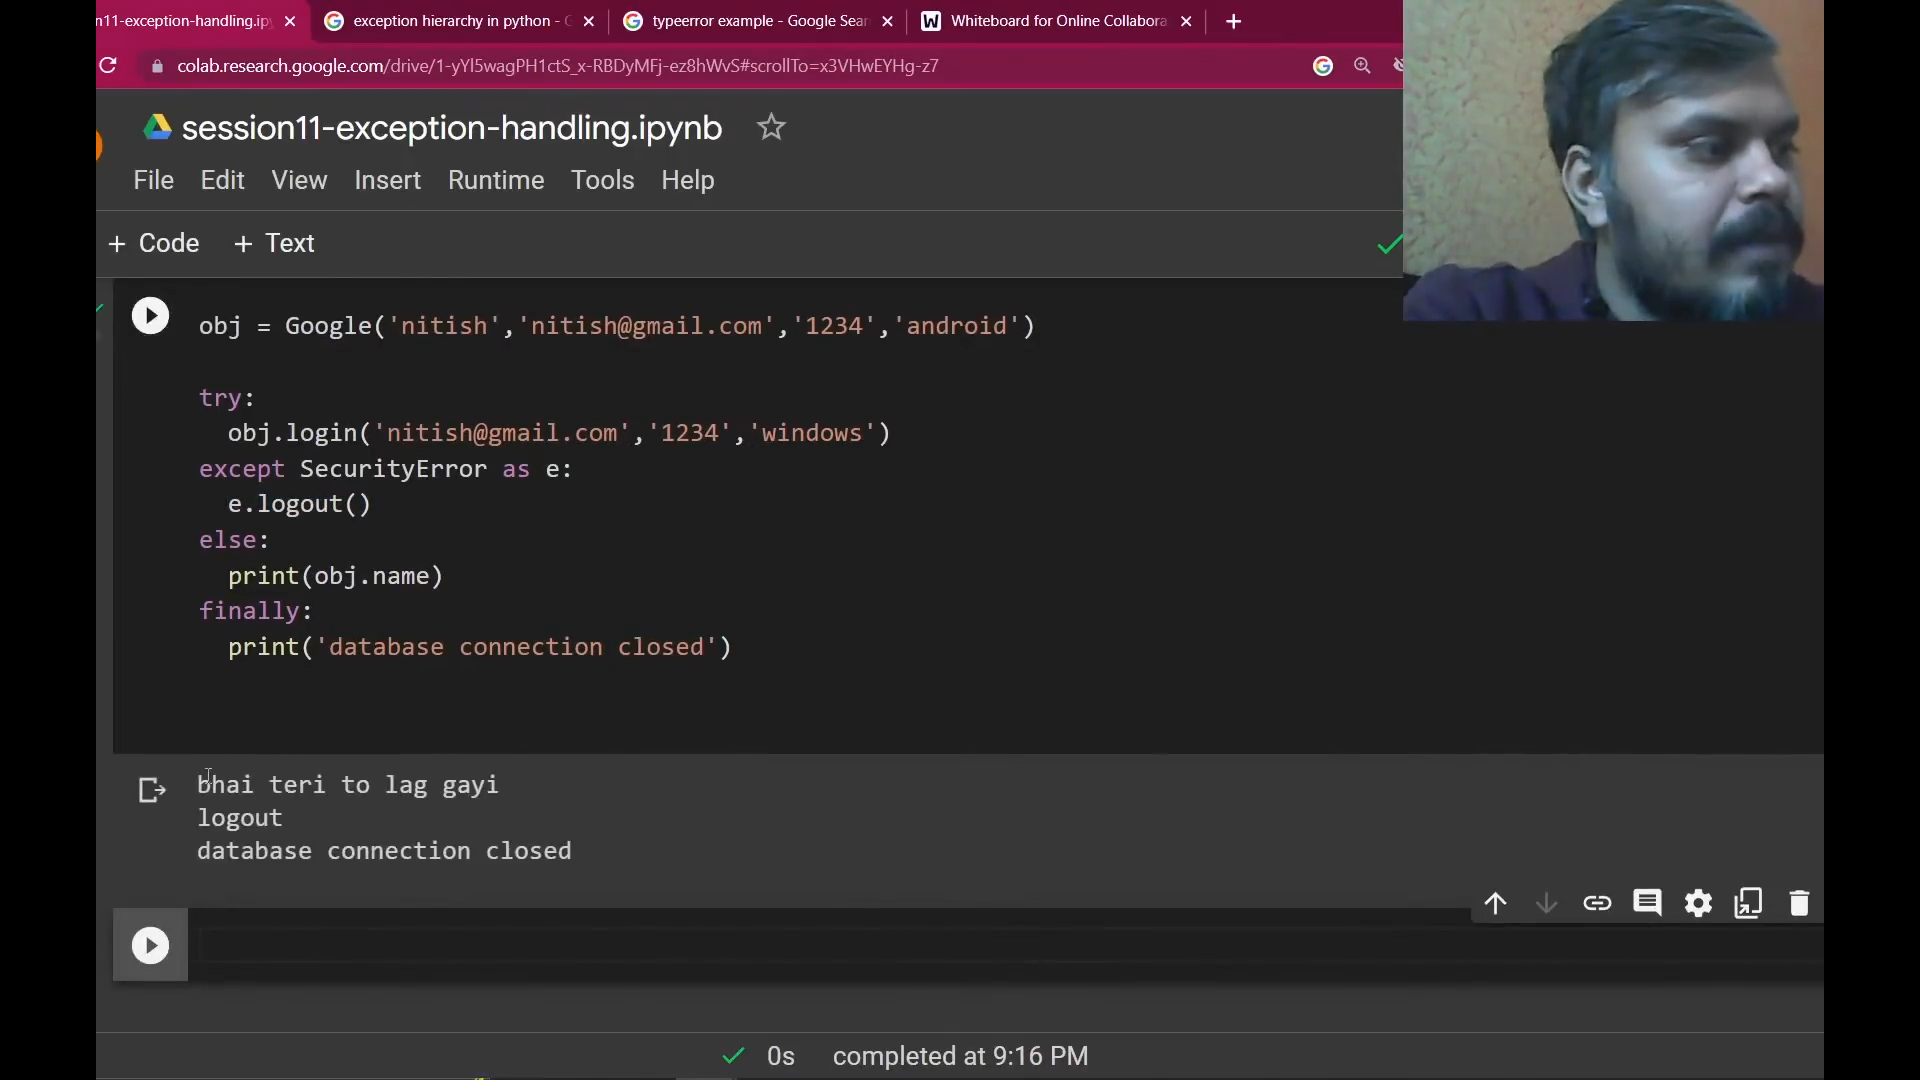 n11-exception-handling.ipy
exception hierarchy in python - G
typeerror example - Google Sear
Whiteboard for Online Collabora
colab.research.google.com/drive/1-yYl5wagPH1ctS_x-RBDyMFj-ez8hWvS#scrollTo=x3VHwEYHg-z7
session11-exception-handling.ipynb
File Edit View Insert Runtime Tools Help
+ Code + Text
obj = Google('nitish','nitish@gmail.com','1234','android')
try:
obj.login('nitish@gmail.com','1234','windows')
except SecurityError as e:
e.logout()
else:
print(obj.name)
finally:
print('database connection closed')
bhai teri to lag gayi
logout
database connection closed
0s completed at 9:16 PM